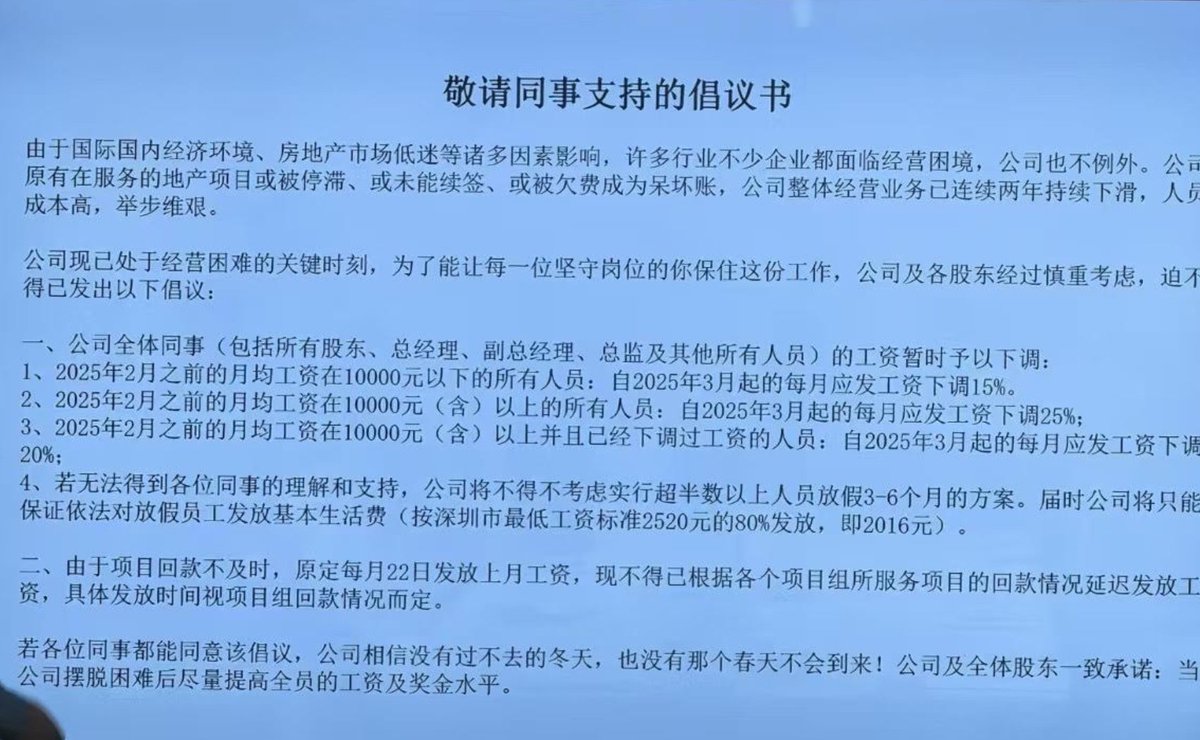 敬请同事支持的倡议书
由于国际国内经济环境、房地产市场低迷等诸多因素影响，许多行业不少企业都面临经营困境，公司也不例外。公司
原有在服务的地产项目或被停滞、或未能续签、或被欠费成为呆坏账，公司整体经营业务已连续两年持续下滑，人员
成本高，举步维艰。
公司现已处于经营困难的关键时刻，为了能让每一位坚守岗位的你保住这份工作，公司及各股东经过慎重考虑，迫不
得已发出以下倡议：
一、公司全体同事（包括所有股东、总经理、副总经理、总监及其他所有人员）的工资暂时予以下调：
1、2025年2月之前的月均工资在10000元以下的所有人员：自2025年3月起的每月应发工资下调15%。
2、2025年2月之前的月均工资在10000元（含）以上的所有人员：自2025年3月起的每月应发工资下调25%；
3、2025年2月之前的月均工资在10000元（含）以上并且已经下调过工资的人员：自2025年3月起的每月应发工资下调
20%；
4、若无法得到各位同事的理解和支持，公司将不得不考虑实行超半数以上人员放假3-6个月的方案。届时公司将只能
保证依法对放假员工发放基本生活费（按深圳市最低工资标准2520元的80%发放，即2016元）。
二、由于项目回款不及时，原定每月22日发放上月工资，现不得已根据各个项目组所服务项目的回款情况延迟发放工
资，具体发放时间视项目组回款情况而定。
若各位同事都能同意该倡议，公司相信没有过不去的冬天，也没有那个春天不会到来！公司及全体股东一致承诺：当
公司摆脱困难后尽量提高全员的工资及奖金水平。